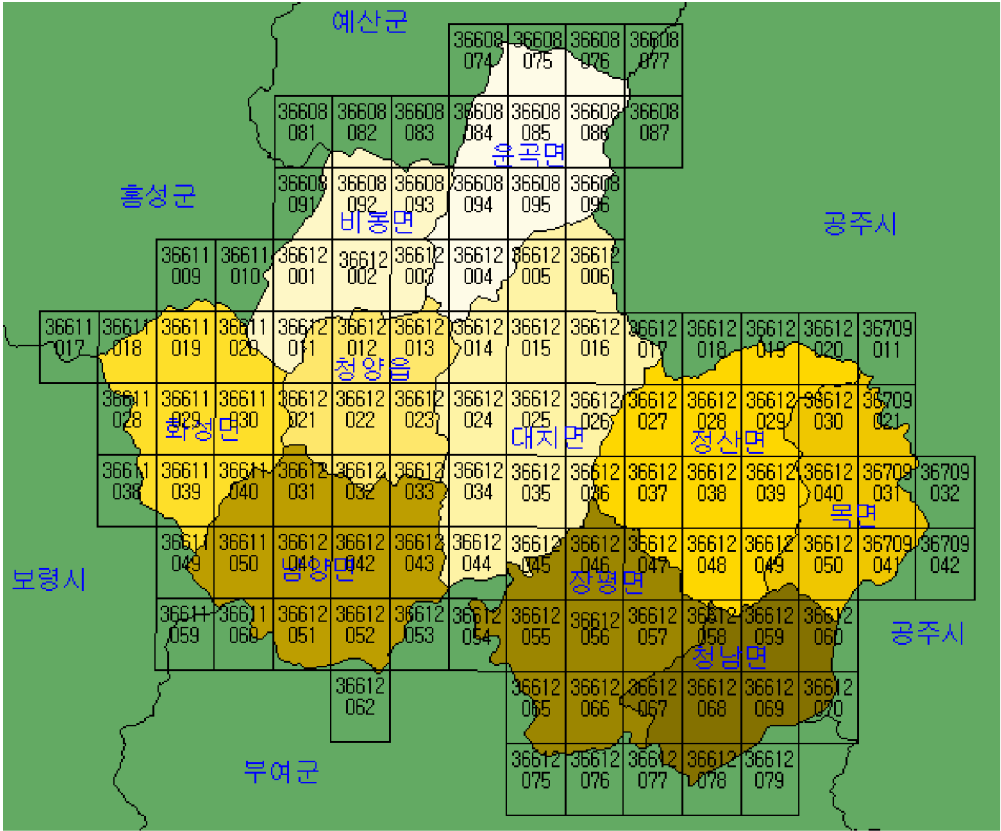 예산군
36608 36608 36608 36608
074 075 076 077
36608 36608 36608 36608 36608 36608 36608
081 082 083 084 085 086 087
운곡면
36608 36608 36608 36608 36608 36608
091 092 093 094 095 096
홍성군
비봉면
공주시
36611 36611 36612 36612 36612 36612 36612 36612
009 010 001 002 003 004 005 006
36611 36611 36611 36611 36612 36612 36612 36612 36612 36612 36612 36612 36612 36612 36709
017 018 019 020 011 012 013 014 015 016 017 018 019 020 011
청양읍
36611 36611 36611 36612 36612 36612 36612 36612 36612 36612 36612 36612 36612 36709
028 029 030 021 022 023 024 025 026 027 028 029 030 021
화성면 대치면 정산면
36611 36611 36611 36612 36612 36612 36612 36612 36612 36612 36612 36612 36612 36709 36709
038 039 040 031 032 033 034 035 036 037 038 039 040 031 032
목면
36611 36611 36612 36612 36612 36612 36612 36612 36612 36612 36612 36612 36709 36709
049 050 041 042 043 044 045 046 047 048 049 050 041 042
남양면
보령시
장평면
36611 36611 36612 36612 36612 36612 36612 36612 36612 36612 36612 36612
059 060 051 052 053 054 055 056 057 058 059 060
공주시
청남면
36612 36612 36612 36612 36612 36612 36612
062 065 066 067 068 069 070
부여군
36612 36612 36612 36612 36612
075 076 077 078 079